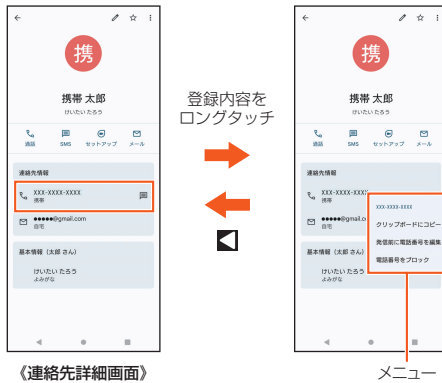 携
携帯 太郎
けいたい たろう
通話 SMS セットアップ メール
連絡先情報
XXX-XXXX-XXXX
携帯
●●●●●@gmail.com
自宅
基本情報（太郎 さん）
けいたい たろう
よみがな
《連絡先詳細画面》
登録内容を
ロングタッチ
携
携帯 太郎
けいたい たろう
通話 SMS セットアップ メール
連絡先情報
XXX-XXXX-XXX
携帯
●●●●●@gmail.c
自宅
XXX-XXXX-XXXX
クリップボードにコピー
発信前に電話番号を編集
電話番号をブロック
基本情報（太郎 さん）
けいたい たろう
よみがな
メニュー